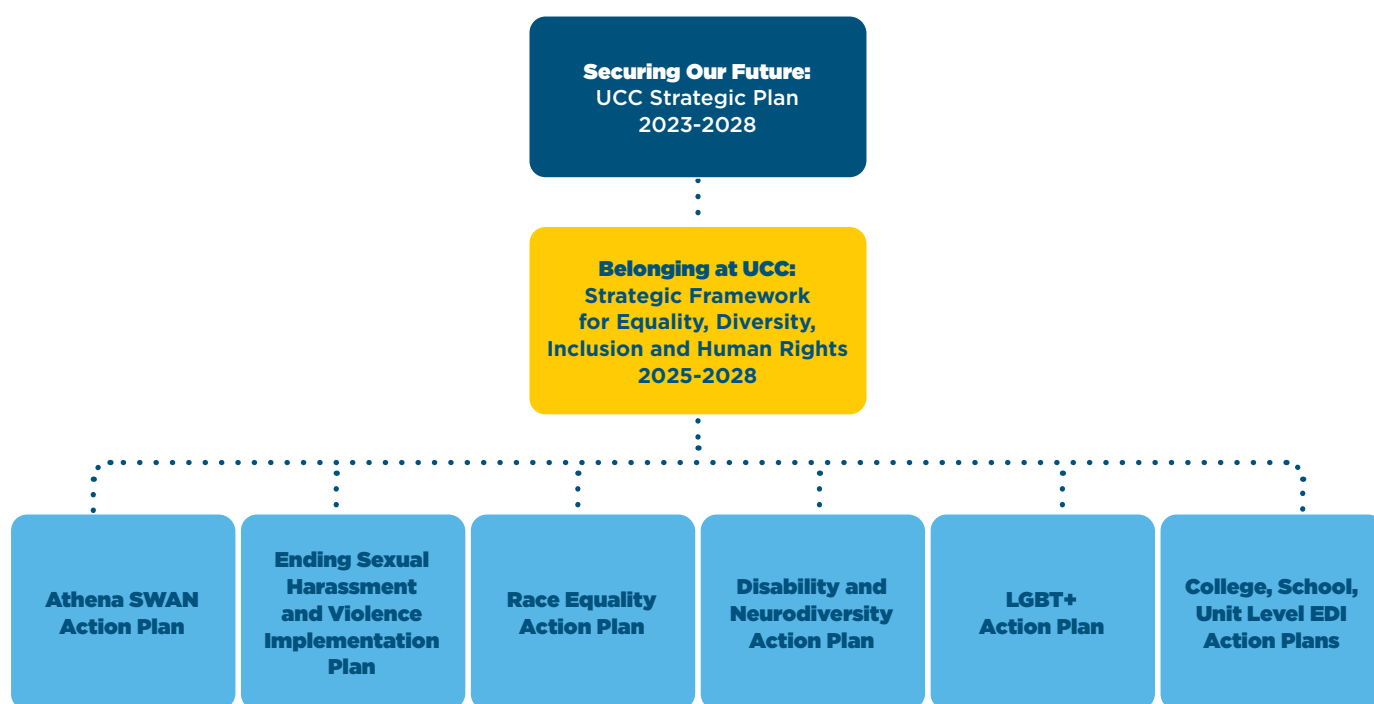 Securing Our Future:
UCC Strategic Plan
2023-2028
Belonging at UCC:
Strategic Framework
for Equality, Diversity,
Inclusion and Human Rights
2025-2028
Athena SWAN
Action Plan
Ending Sexual
Harassment
and Violence
Implementation
Plan
Race Equality
Action Plan
Disability and
Neurodiversity
Action Plan
LGBT+
Action Plan
College, School,
Unit Level EDI
Action Plans